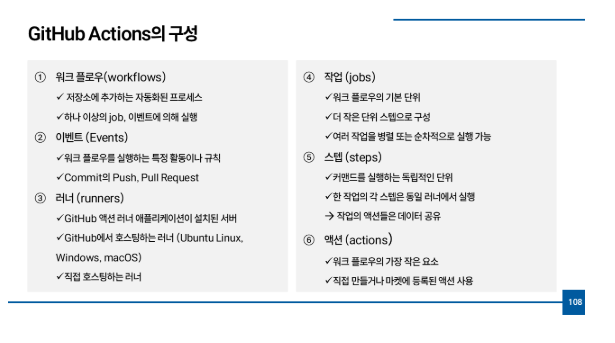 GitHub Actions의 구성
① 워크 플로우(workflows)
✓ 저장소에 추가하는 자동화된 프로세스
✓하나 이상의 job, 이벤트에 의해 실행
② 이벤트 (Events)
✓워크 플로우를 실행하는 특정 활동이나 규칙
✓Commit의 Push, Pull Request
③ 러너 (runners)
✓GitHub 액션 러너 애플리케이션이 설치된 서버
✓GitHub에서 호스팅하는 러너 (Ubuntu Linux,
Windows, macOS)
✓직접 호스팅하는 러너
④ 작업 (jobs)
✓워크 플로우의 기본 단위
✓더 작은 단위 스텝으로 구성
✓여러 작업을 병렬 또는 순차적으로 실행 가능
⑤ 스텝 (steps)
✓커맨드를 실행하는 독립적인 단위
✓한 작업의 각 스텝은 동일 러너에서 실행
→ 작업의 액션들은 데이터 공유
⑥ 액션 (actions)
✓워크 플로우의 가장 작은 요소
✓직접 만들거나 마켓에 등록된 액션 사용
108